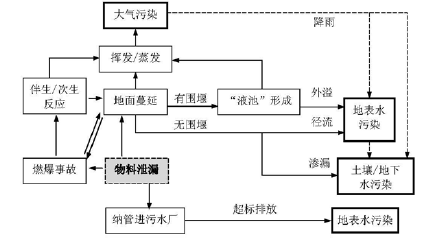 大气污染
降雨
挥发/蒸发
伴生/次生
反应
地面蔓延
有围堰
“液池”形成
外溢
无围堰
径流
地表水
污染
燃爆事故
物料泄漏
渗漏
土壤/地下
水污染
纳管进污水厂
超标排放
地表水污染